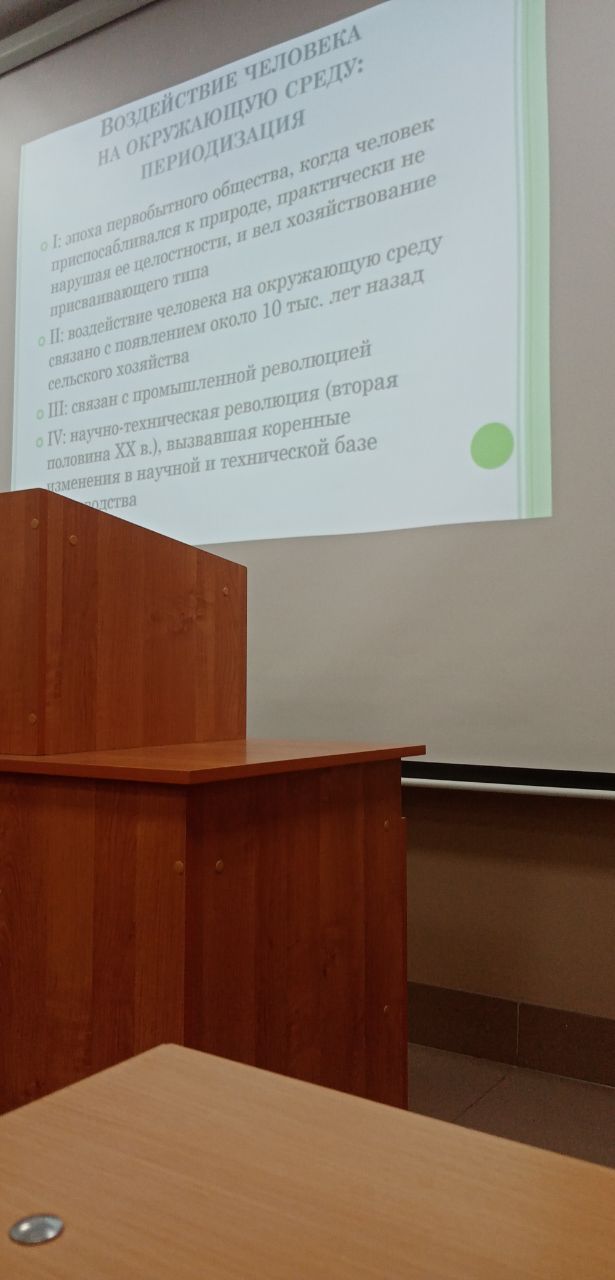 ВОЗДЕЙСТВИЕ ЧЕЛОВЕКА
НА ОКРУЖАЮЩУЮ СРЕДУ:
ПЕРИОДИЗАЦИЯ
I: эпоха первобытного общества, когда человек
приспосабливался к природе, практически не
нарушая ее целостности, и вел хозяйствование
присваивающего типа
II: воздействие человека на окружающую среду
связано с появлением около 10 тыс. лет назад
сельского хозяйства
III: связан с промышленной революцией
IV: научно-техническая революция (вторая
половина XX в.), вызвавшая коренные
изменения в научной и технической базе